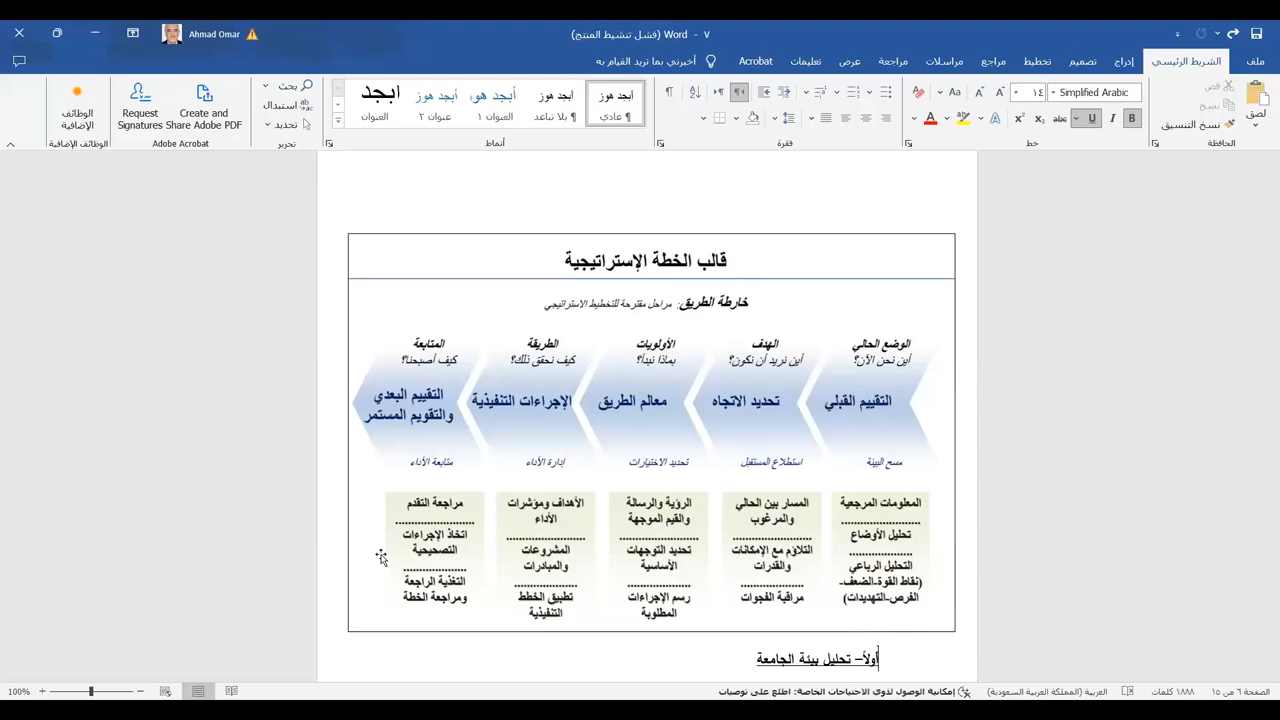 Ahmad Omar
Word (فشل تنشيط المنتج) -
ملف
الشريط الرئيسي
إدراج
تصميم
تخطيط
مراجع
مراسلات
مراجعة
عرض
تعليمات
Acrobat
أخبرني بما تريد القيام به
لصق
قص
نسخ
نسخ التنسيق
الحافظة
Simplified Arabic
١٤
خط
فقرة
أبجد هوز
¶ عادي
أبجد هوز
¶ بلا تباعد
أبجد هوز
العنوان ١
أبجد هوز
عنوان ٢
أبجد
العنوان
أنماط
بحث
استبدال
تحديد
تحرير
Create and
Share Adobe PDF
Request
Signatures
Adobe Acrobat
الوظائف
الإضافية
الوظائف الإضافية
قالب الخطة الإستراتيجية
خارطة الطريق: مراحل مقترحة للتخطيط الاستراتيجي
الوضع الحالي
أين نحن الآن؟
التقييم القبلي
مسح البيئة
المعلومات المرجعية
تحليل الأوضاع
التحليل الرباعي
(نقاط القوة-الضعف-
الفرص-التهديدات)
الهدف
أين نريد أن نكون؟
تحديد الاتجاه
استطلاع المستقبل
المسار بين الحالي
والمرغوب
التلاؤم مع الإمكانات
والقدرات
مراقبة الفجوات
الأولويات
بماذا نبدأ؟
معالم الطريق
تحديد الاختيارات
الرؤية والرسالة
والقيم الموجهة
تحديد التوجهات
الأساسية
رسم الإجراءات
المطلوبة
الطريقة
كيف نحقق ذلك؟
الإجراءات التنفيذية
إدارة الأداء
الأهداف ومؤشرات
الأداء
المشروعات
والمبادرات
تطبيق الخطط
التنفيذية
المتابعة
كيف أصبحنا؟
التقييم البعدي
والتقويم المستمر
متابعة الأداء
مراجعة التقدم
اتخاذ الإجراءات
التصحيحية
التغذية الراجعة
ومراجعة الخطة
أولاً– تحليل بيئة الجامعة
الصفحة ٦ من ١٥
١٨٨٨ كلمات
العربية (المملكة العربية السعودية)
إمكانية الوصول لذوي الاحتياجات الخاصة: اطلع على توصيات
100%